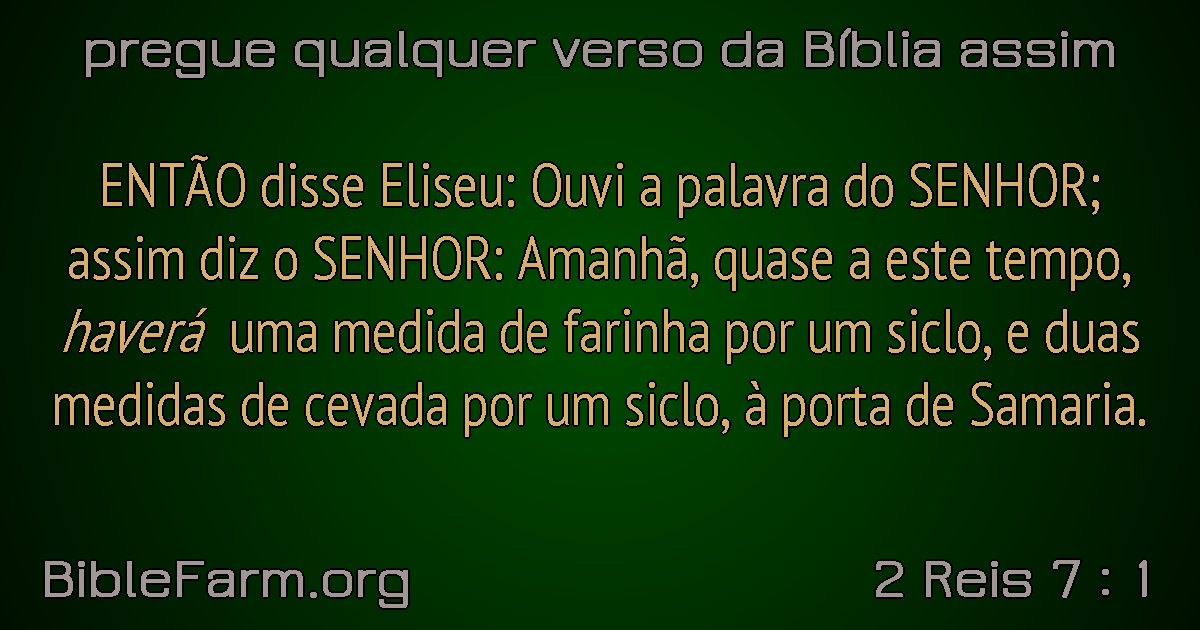 pregue qualquer verso da Bíblia assim
ENTÃO disse Eliseu: Ouvi a palavra do SENHOR;
assim diz o SENHOR: Amanhã, quase a este tempo,
haverá uma medida de farinha por um siclo, e duas
medidas de cevada por um siclo, à porta de Samaria.
BibleFarm.org
2 Reis 7 : 1